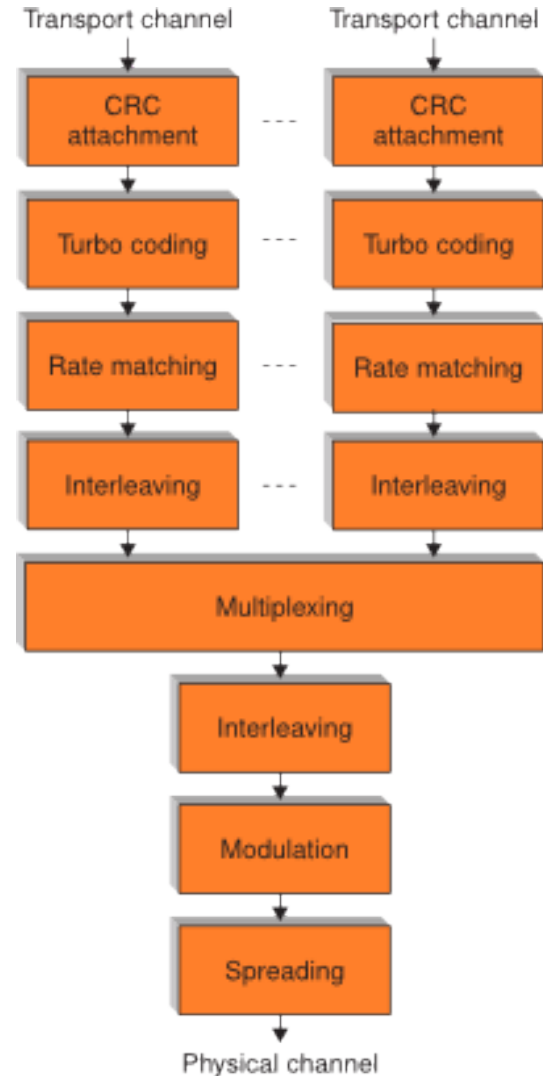 Transport channel
Transport channel
CRC
attachment
- - -
CRC
attachment
Turbo coding
- - -
Turbo coding
Rate matching
- - -
Rate matching
Interleaving
- - -
Interleaving
Multiplexing
Interleaving
Modulation
Spreading
Physical channel